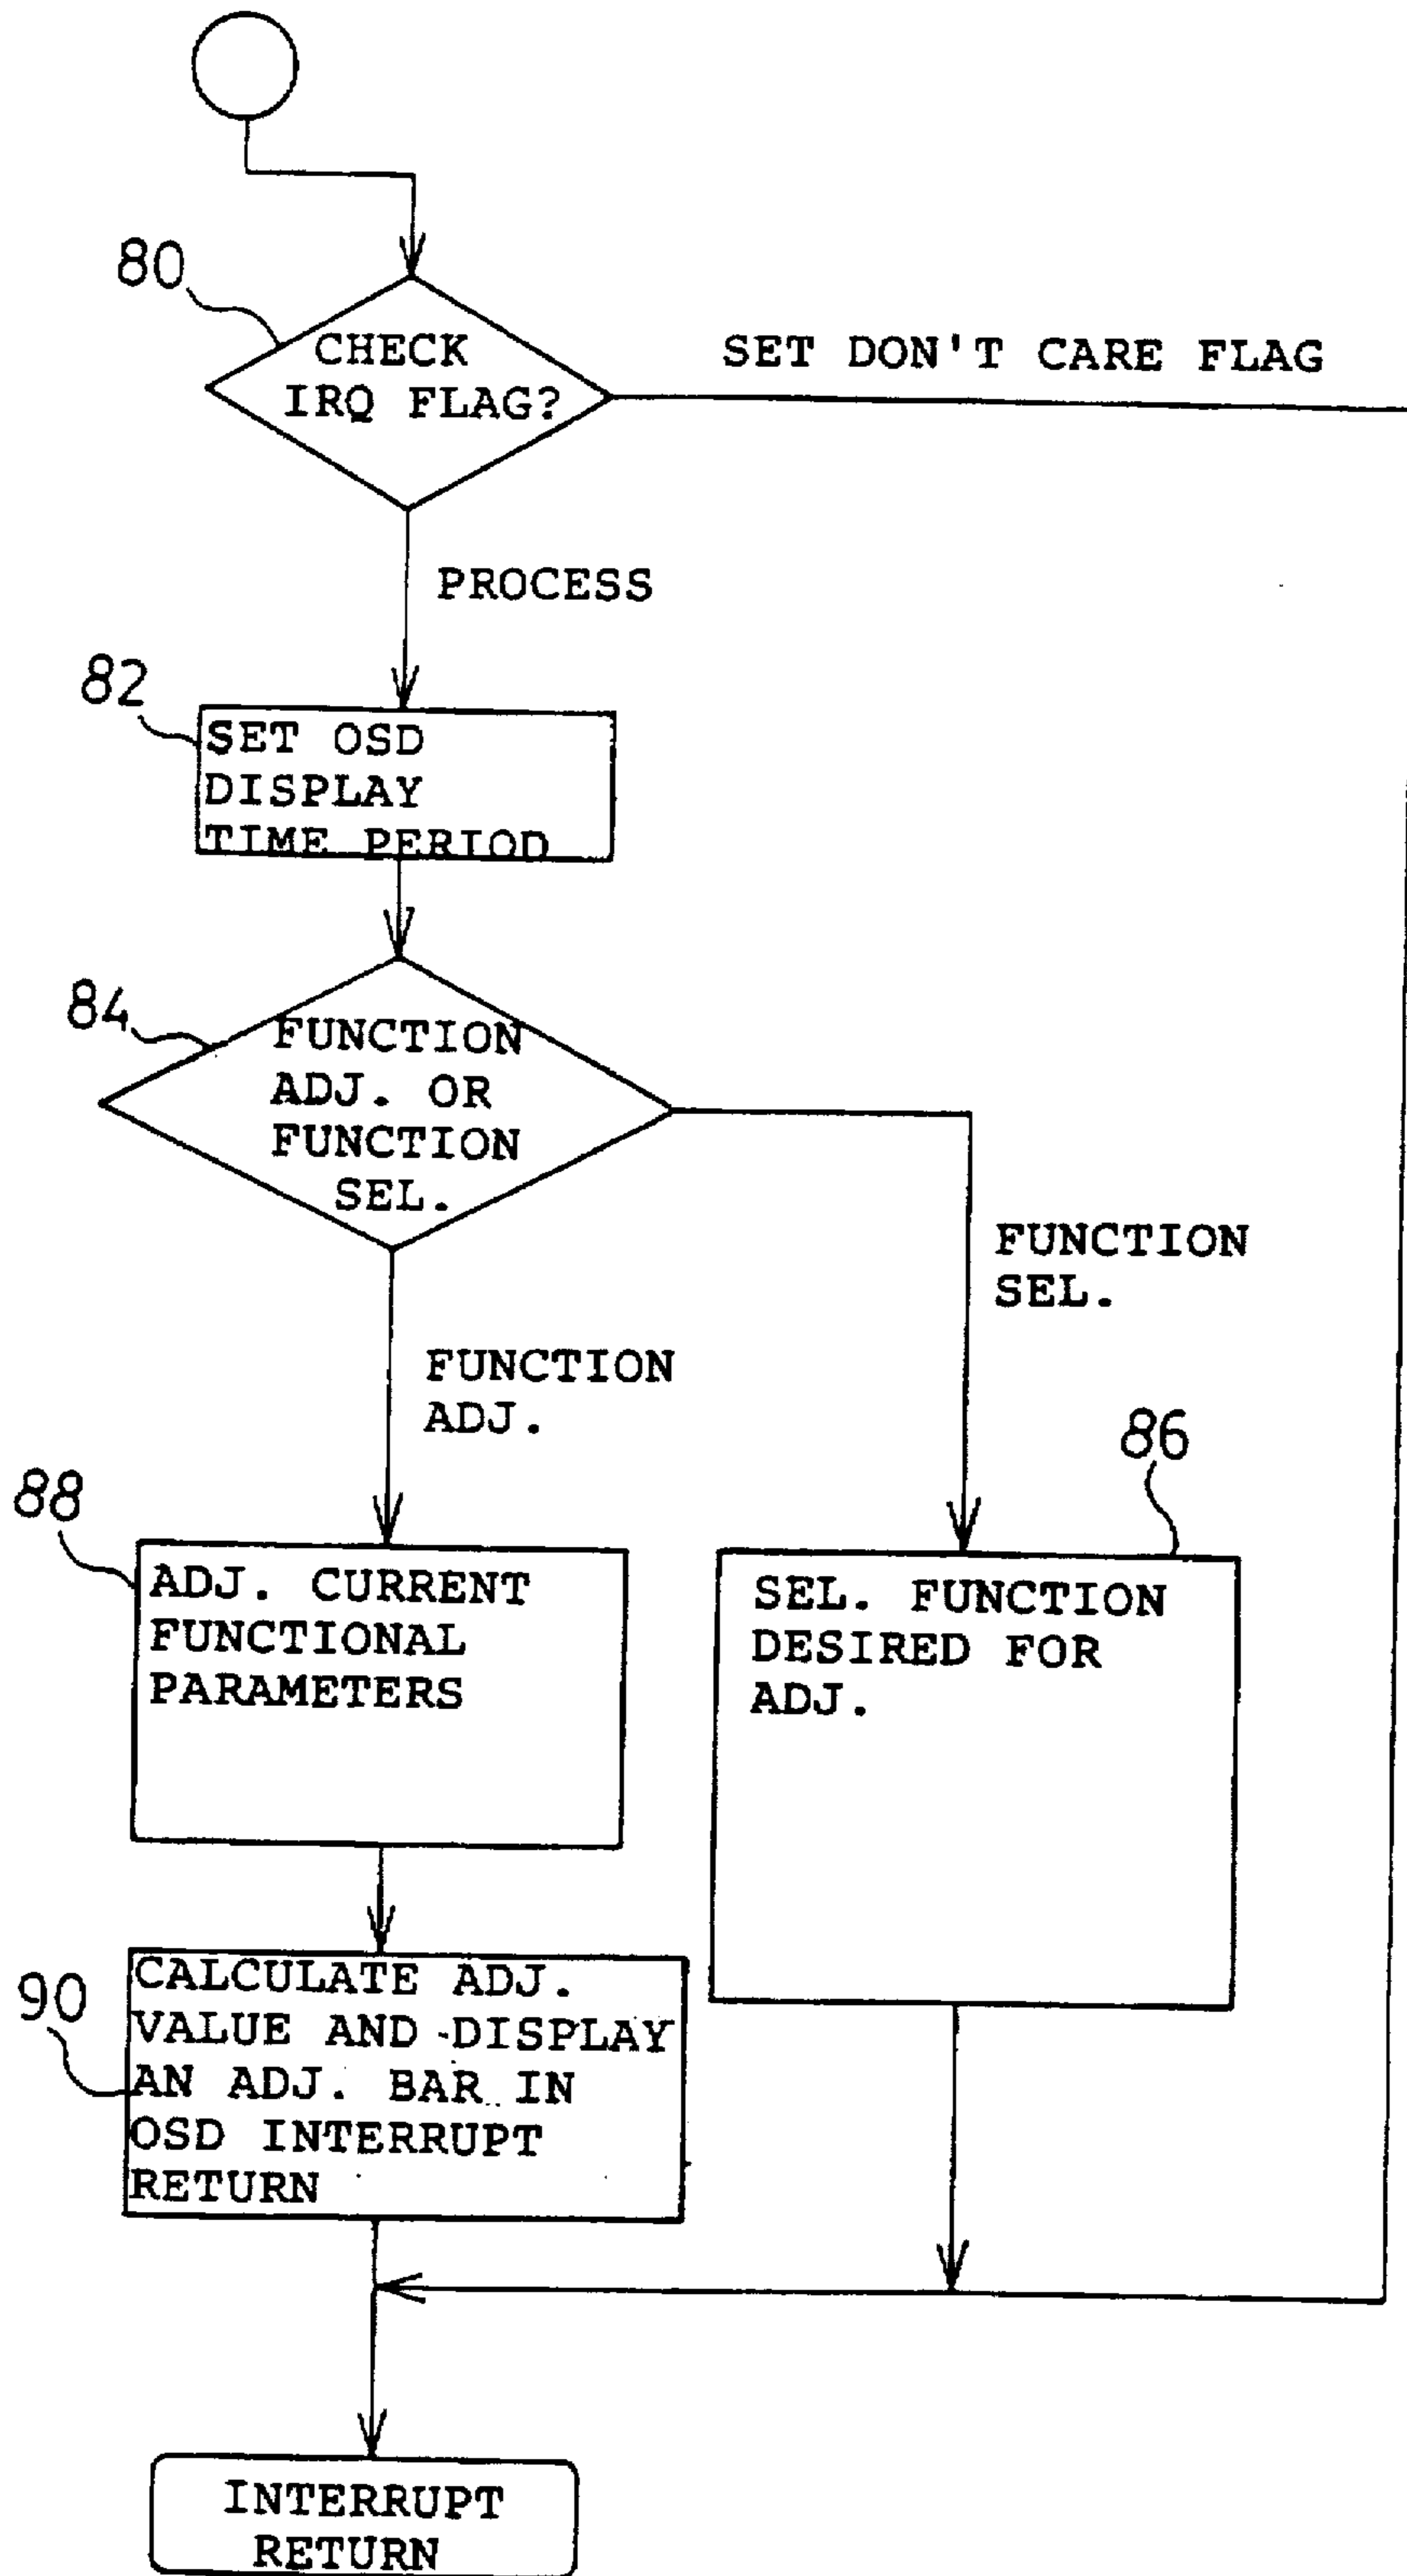 80
CHECK
IRQ FLAG?
SET DON'T CARE FLAG
PROCESS
82
SET OSD
DISPLAY
TIME PERIOD
84
FUNCTION
ADJ. OR
FUNCTION
SEL.
FUNCTION
SEL.
FUNCTION
ADJ.
86
88
ADJ. CURRENT
FUNCTIONAL
PARAMETERS
SEL. FUNCTION
DESIRED FOR
ADJ.
90
CALCULATE ADJ.
VALUE AND DISPLAY
AN ADJ. BAR IN
OSD INTERRUPT
RETURN
INTERRUPT
RETURN